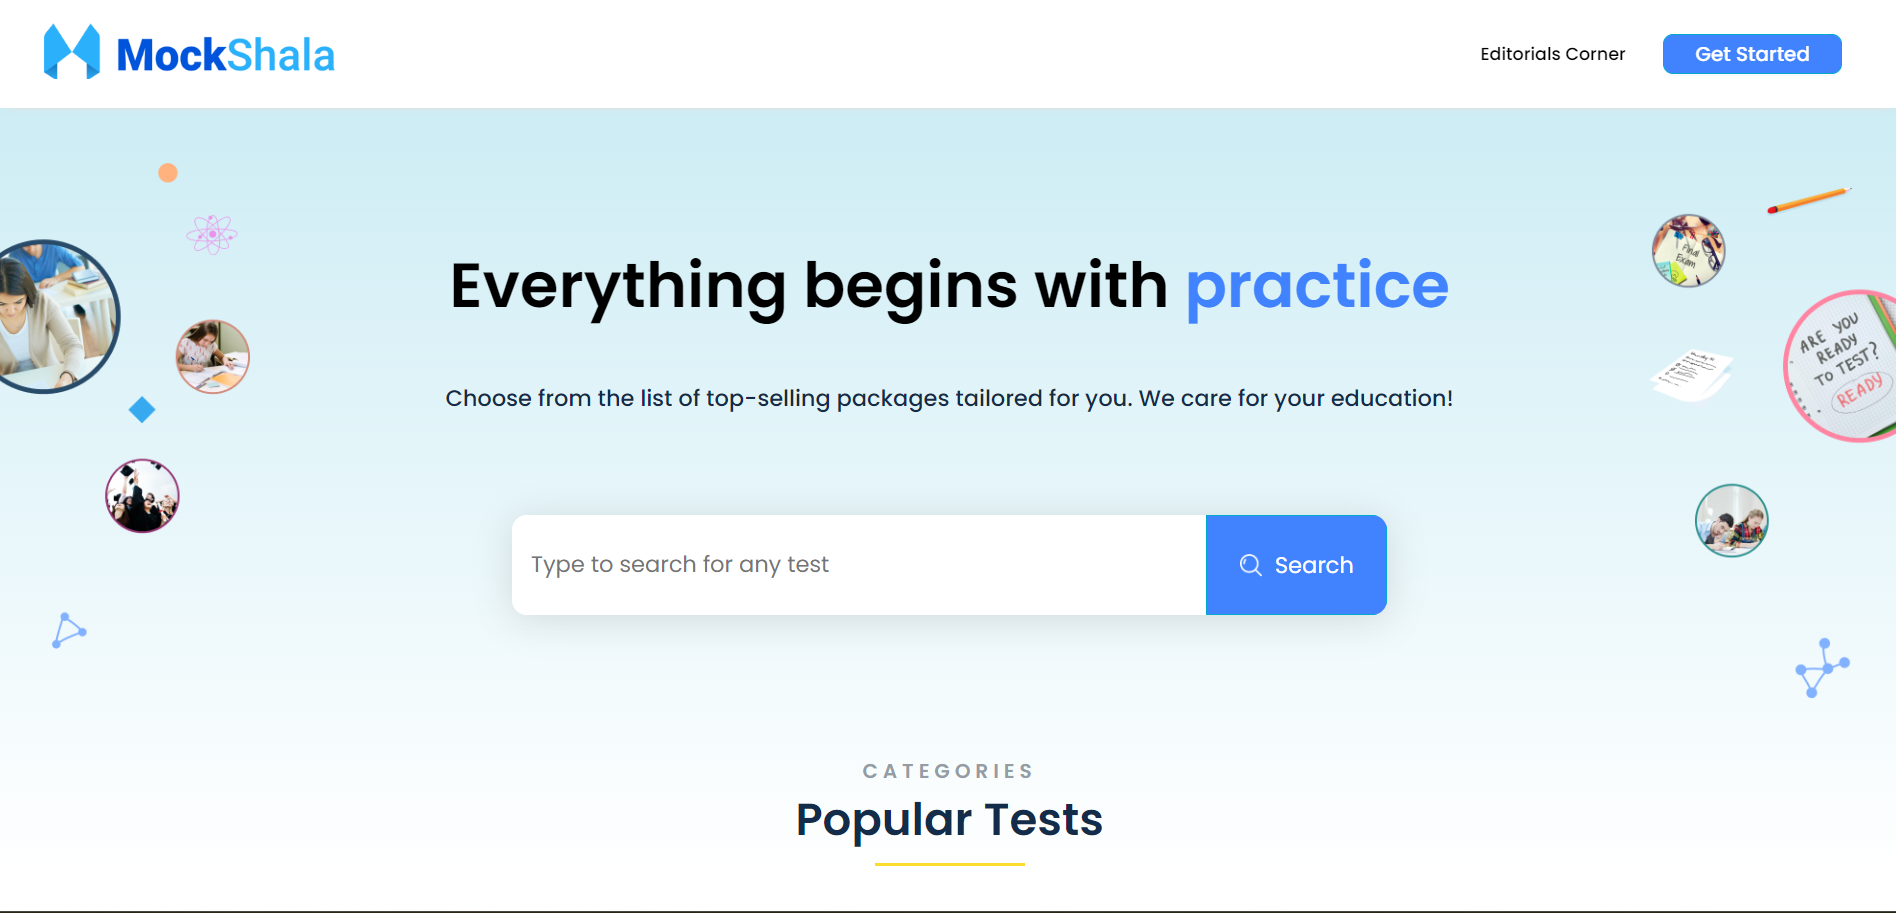 MockShala
Editorials Corner
Get Started
Everything begins with practice
Choose from the list of top-selling packages tailored for you. We care for your education!
Type to search for any test
Search
Final
Exam
ARE YOU
READY
TO TEST?
READY
CATEGORIES
Popular Tests